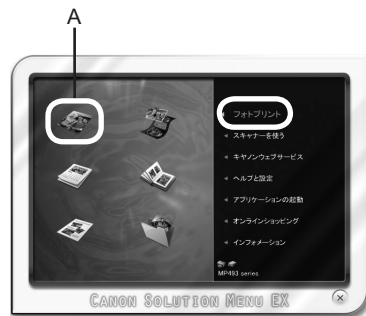 A
フォトプリント
スキャナーを使う
キヤノンウェブサービス
ヘルプと設定
アプリケーションの起動
オンラインショッピング
インフォメーション
MP493 series
CANON SOLUTION MENU EX